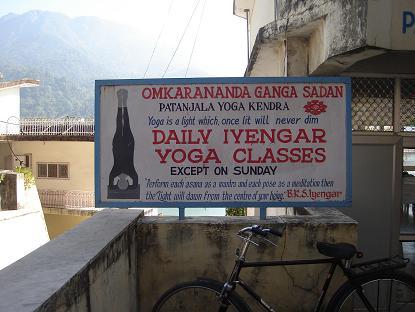 OMKARANANDA GANGA SADAN
PATANJALA YOGA KENDRA
Yoga is a light which, once lit will never dim
DAILY IYENGAR
YOGA CLASSES
EXCEPT ON SUNDAY
"Perform each asana as a mantra and each pose as a meditation then
the light will dawn from the centre of your being" B.K.S. Iyengar
P